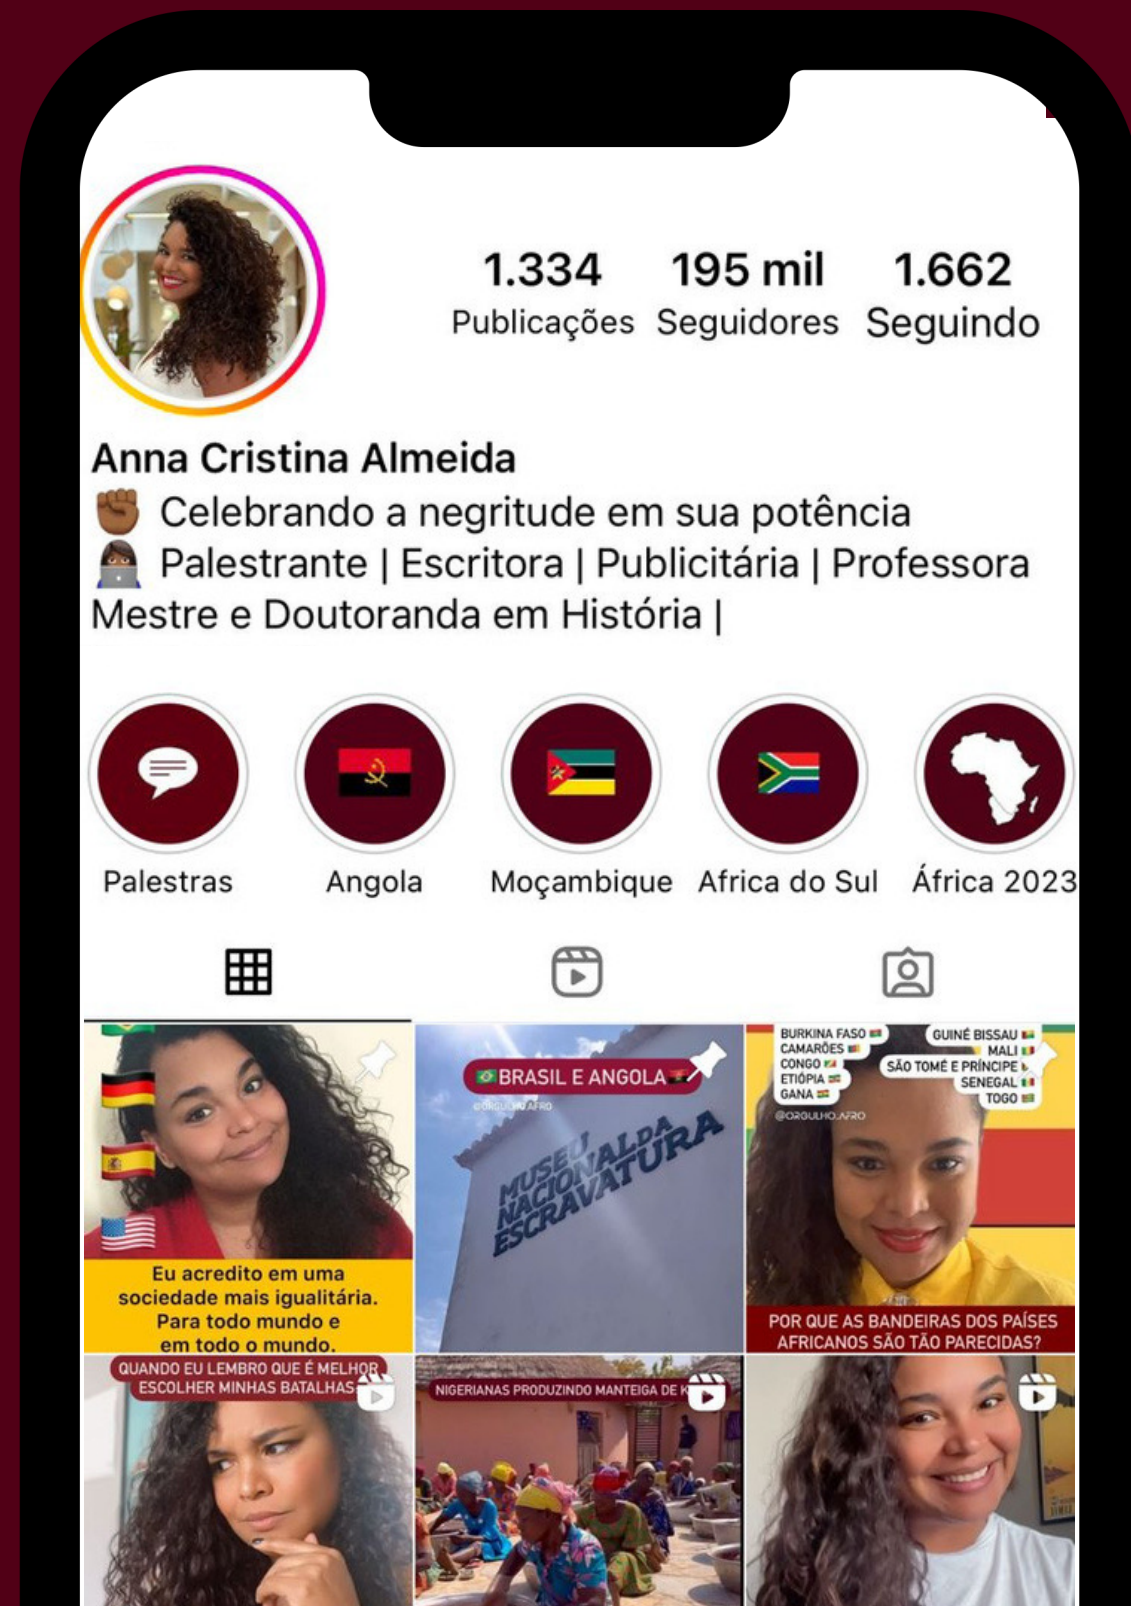 1.334 195 mil 1.662
Publicações Seguidores Seguindo
Anna Cristina Almeida
Celebrando a negritude em sua potência
Palestrante | Escritora | Publicitária | Professora
Mestre e Doutoranda em História |
Palestras Angola Moçambique Africa do Sul África 2023
Eu acredito em uma
sociedade mais igualitária.
Para todo mundo e
em todo o mundo.
BRASIL E ANGOLA
@ORGULHO.AFRO
MUSEU
NACIONAL DA
ESCRAVATURA
BURKINA FASO
CAMARÕES
CONGO
ETIÓPIA
GANA
GUINÉ BISSAU
MALI
SÃO TOMÉ E PRÍNCIPE
SENEGAL
TOGO
@ORGULHO.AFRO
POR QUE AS BANDEIRAS DOS PAÍSES
AFRICANOS SÃO TÃO PARECIDAS?
QUANDO EU LEMBRO QUE É MELHOR
ESCOLHER MINHAS BATALHAS
NIGERIANAS PRODUZINDO MANTEIGA DE